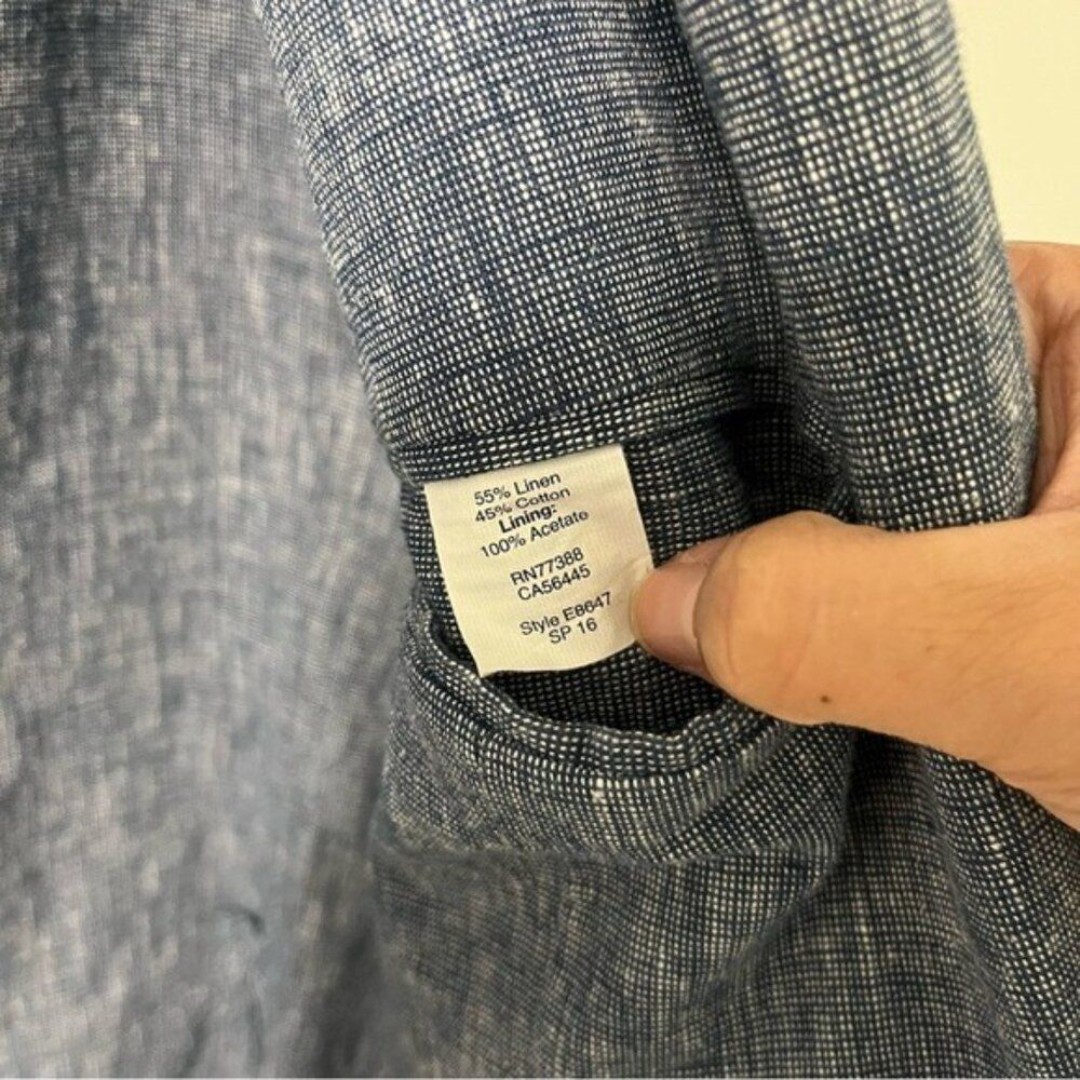 55% Linen
45% Cotton
Lining:
100% Acetate
RN77388
CA56445
Style E8647
SP 16